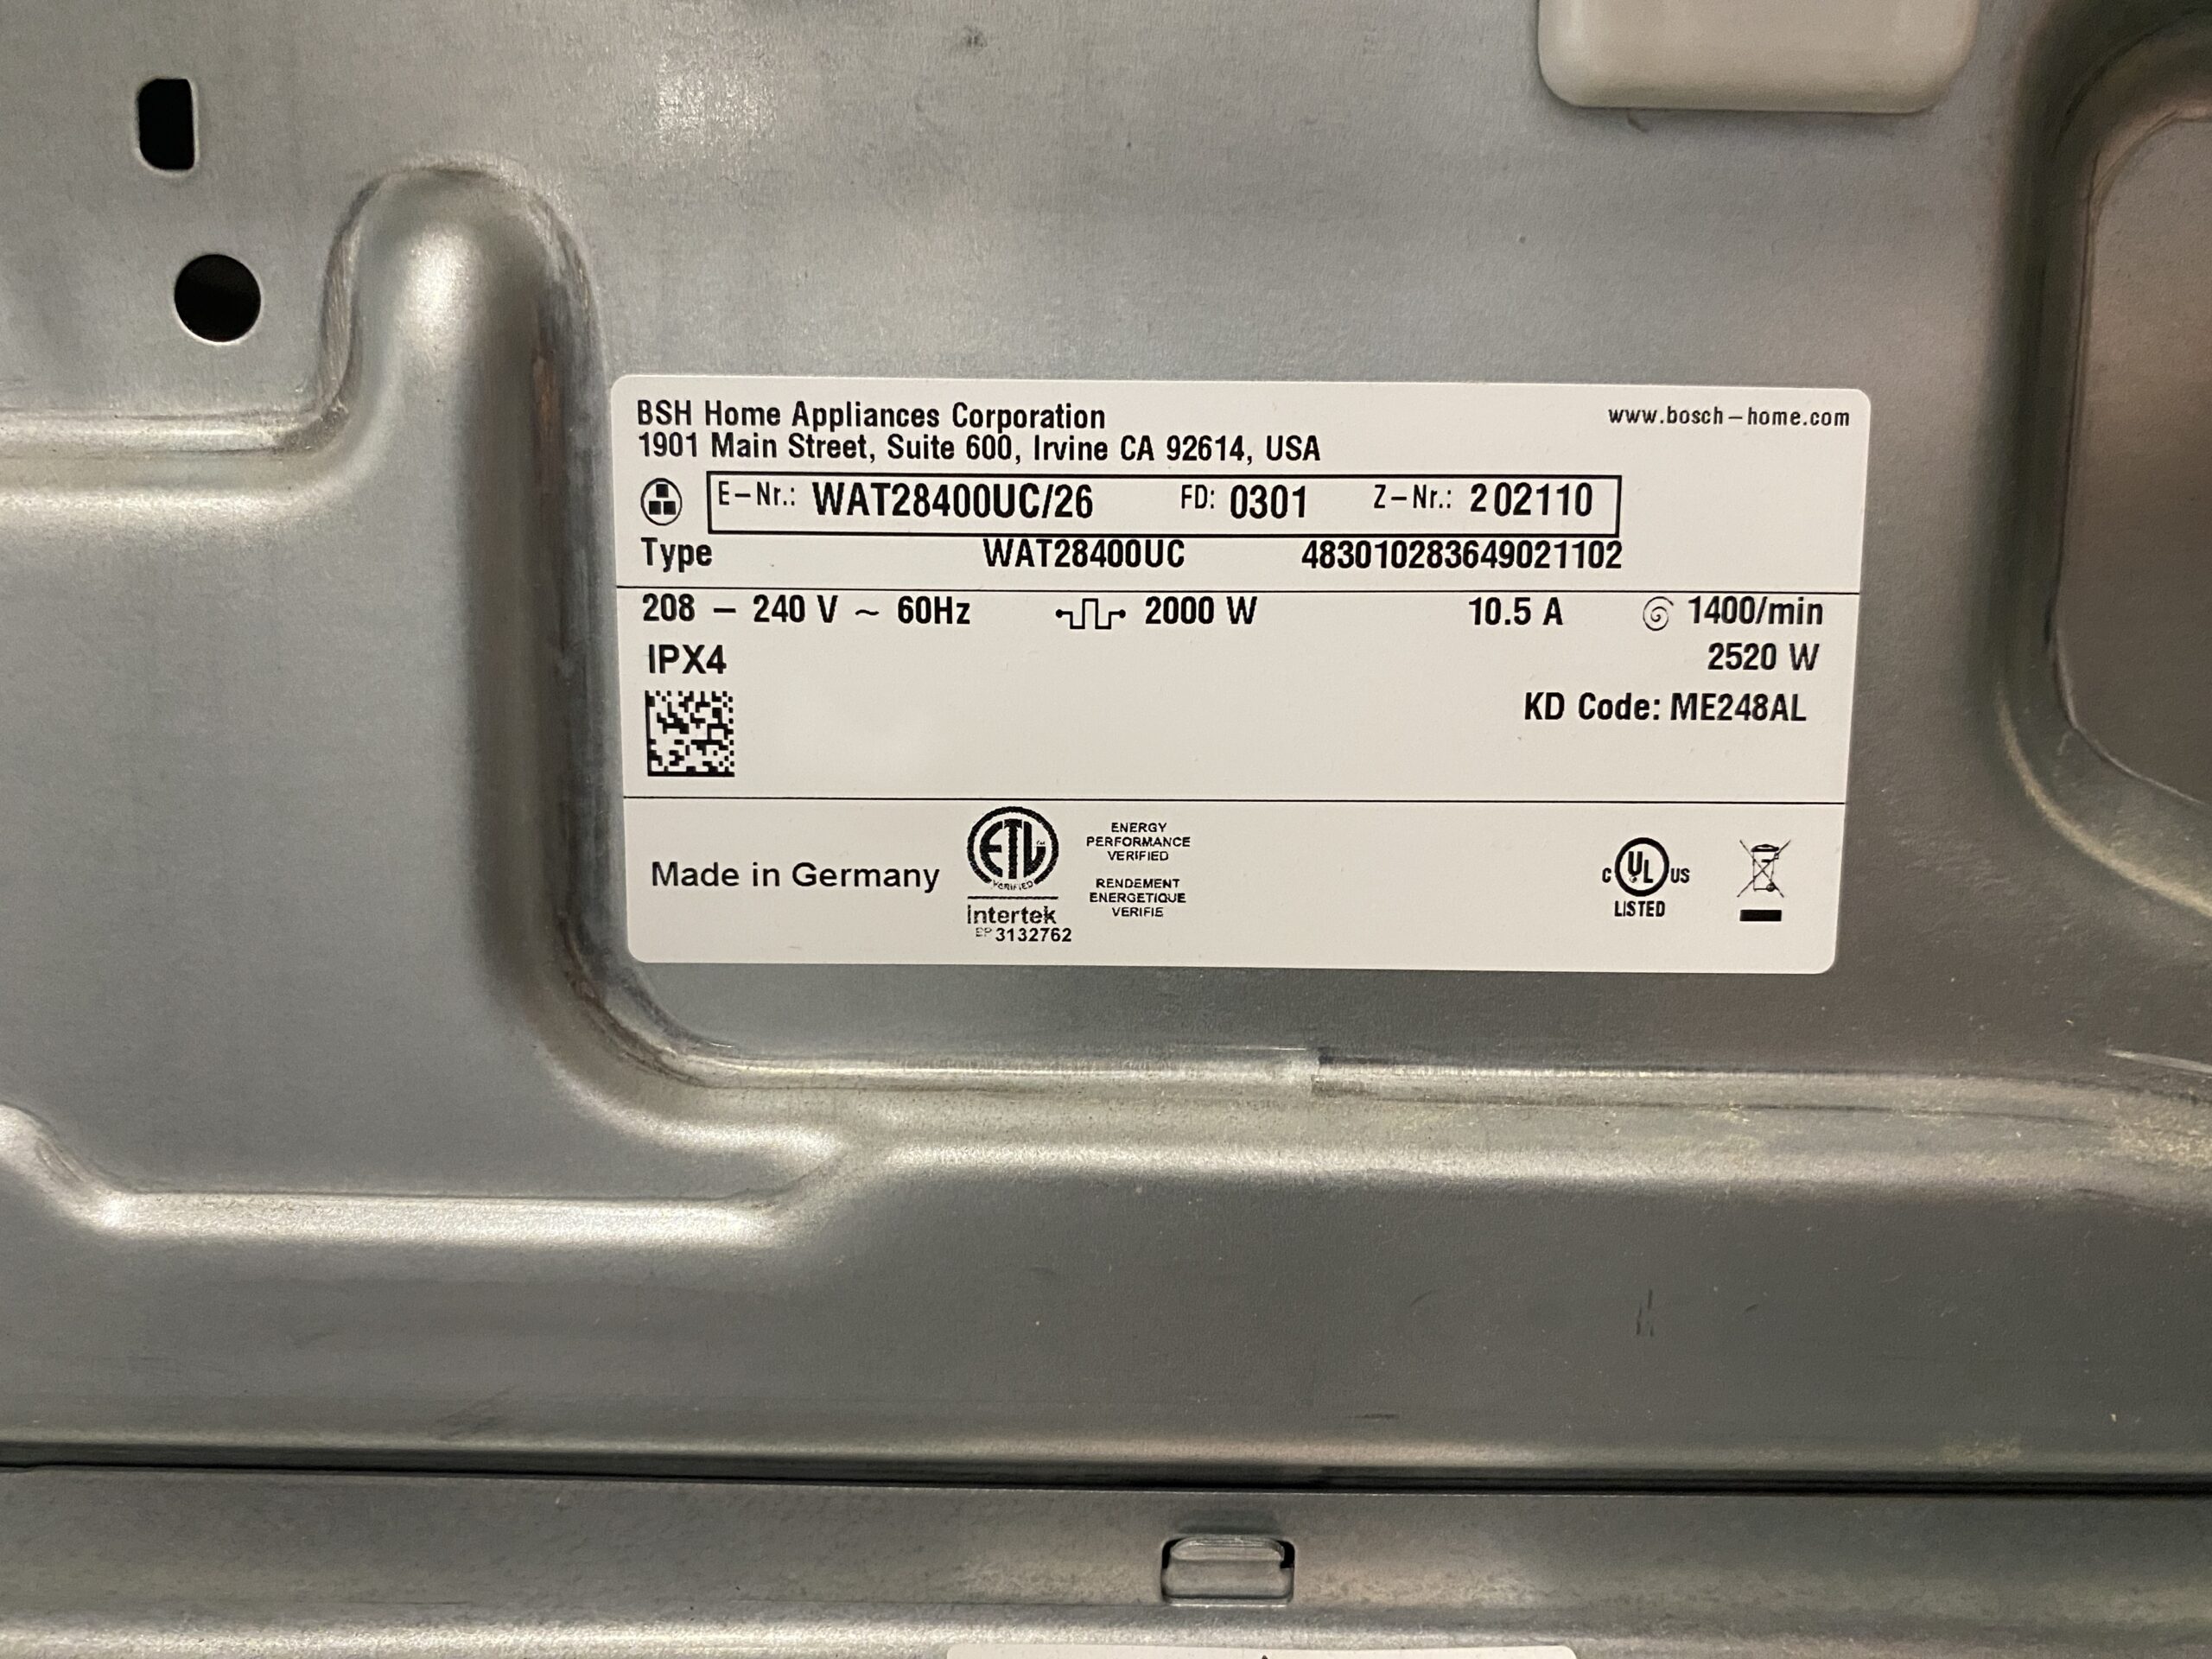 BSH Home Appliances Corporation
www.bosch-home.com
1901 Main Street, Suite 600, Irvine CA 92614, USA
E-Nr.: WAT28400UC/26 FD: 0301 Z-Nr.: 202110
Type WAT28400UC 483010283649021102
208 - 240 V ~ 60Hz 2000 W 10.5 A 1400/min
IPX4 2520 W
KD Code: ME248AL
Made in Germany
ETL
VERIFIED
Intertek
EP 3132762
ENERGY
PERFORMANCE
VERIFIED
RENDEMENT
ENERGETIQUE
VERIFIE
C UL US
LISTED